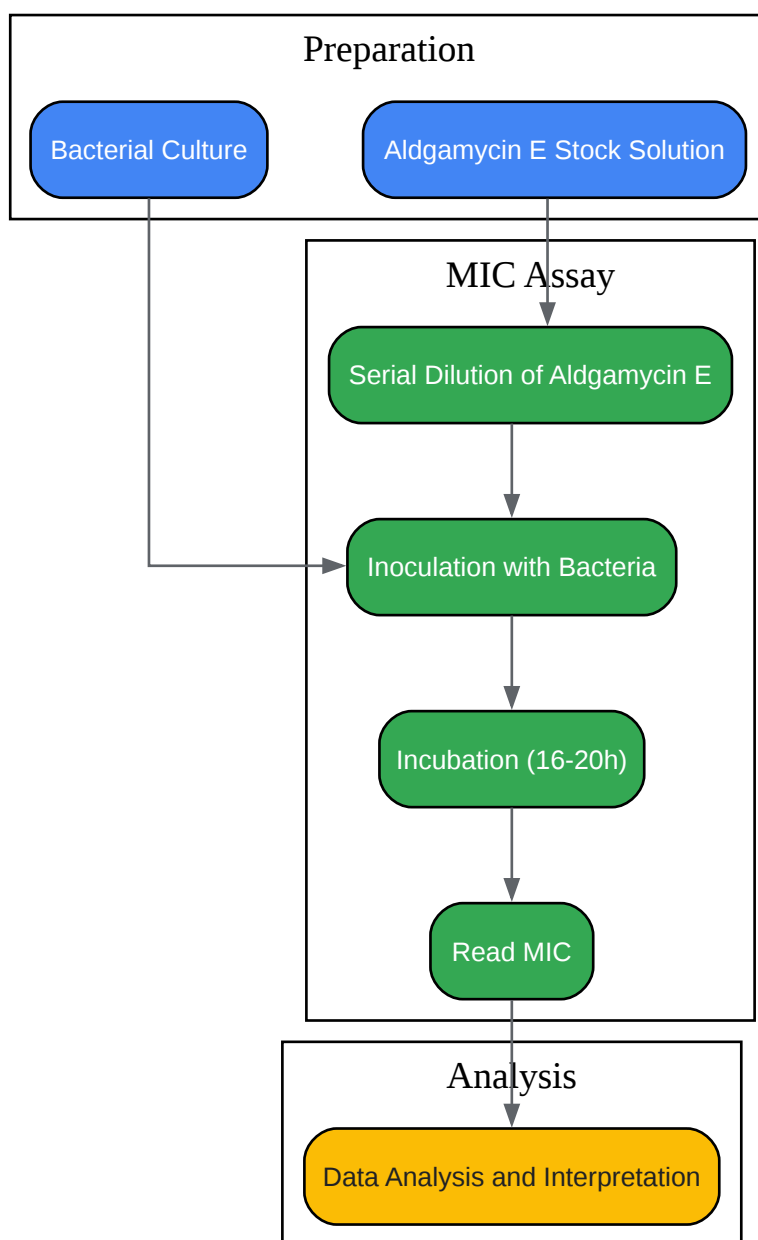 Preparation
Bacterial Culture
Aldgamycin E Stock Solution
MIC Assay
Serial Dilution of Aldgamycin E
Inoculation with Bacteria
Incubation (16-20h)
Read MIC
Analysis
Data Analysis and Interpretation